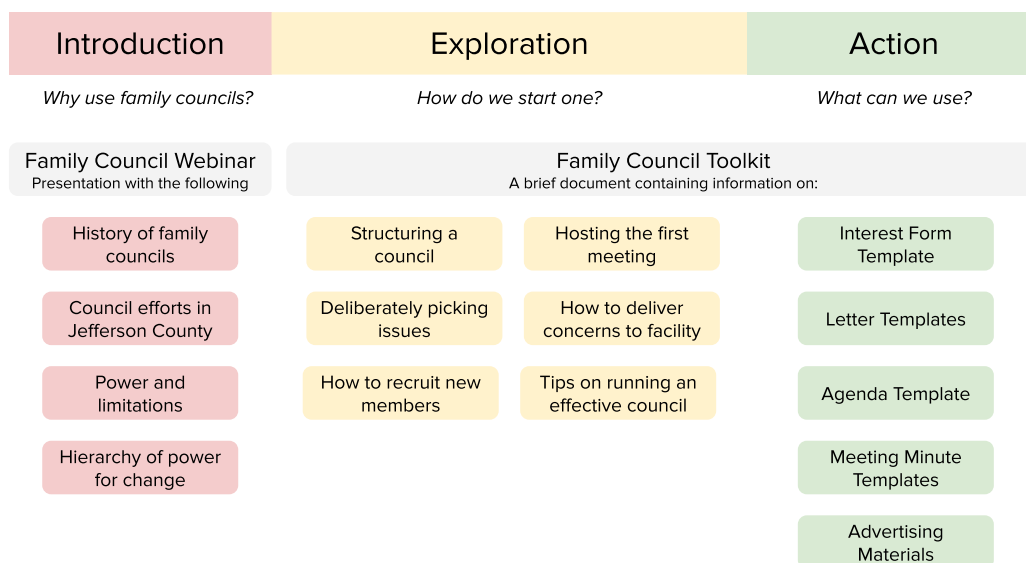 Introduction
Exploration
Action
Why use family councils?
How do we start one?
What can we use?
Family Council Webinar
Presentation with the following
Family Council Toolkit
A brief document containing information on:
History of family
councils
Council efforts in
Jefferson County
Power and
limitations
Hierarchy of power
for change
Structuring a
council
Hosting the first
meeting
Deliberately picking
issues
How to deliver
concerns to facility
How to recruit new
members
Tips on running an
effective council
Interest Form
Template
Letter Templates
Agenda Template
Meeting Minute
Templates
Advertising
Materials